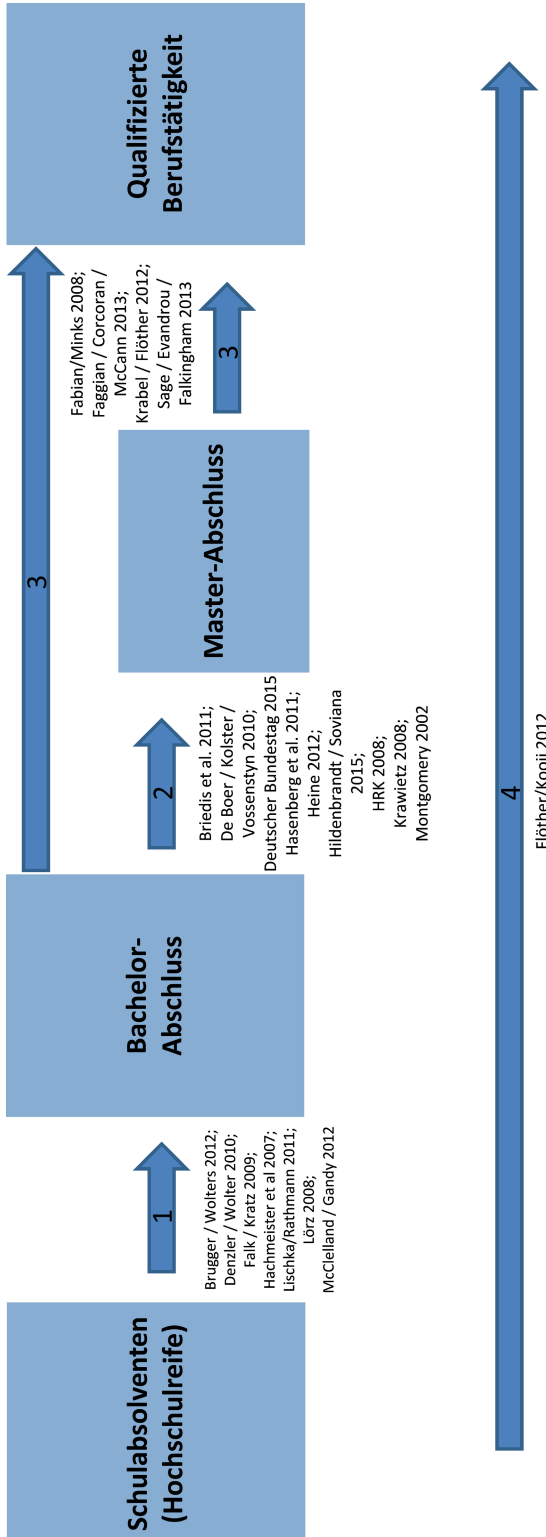 Schulabsolventen
(Hochschulreife)
1
Brugger / Wolters 2012;
Denzler / Wolter 2010;
Falk / Kratz 2009;
Hachmeister et al 2007;
Lischka/Rathmann 2011;
Lörz 2008;
McClelland / Gandy 2012
Bachelor-
Abschluss
2
Briedis et al. 2011;
De Boer / Kolster /
Vossenstyn 2010;
Deutscher Bundestag 2015
Hasenberg et al. 2011;
Heine 2012;
Hildenbrandt / Soviana
2015;
HRK 2008;
Krawietz 2008;
Montgomery 2002
3
Master-Abschluss
3
Fabian/Minks 2008;
Faggian / Corcoran /
McCann 2013;
Krabel / Flöther 2012;
Sage / Evandrou /
Falkingham 2013
Qualifizierte
Berufstätigkeit
4
Flöther/Kooij 2012